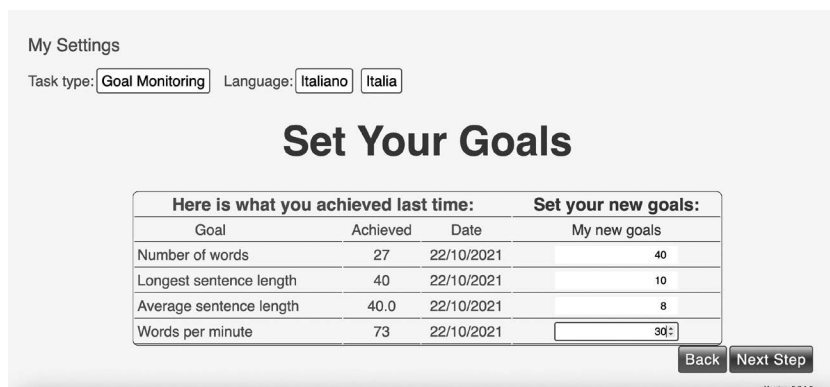 My Settings
Task type: Goal Monitoring Language: Italiano Italia
Set Your Goals
Here is what you achieved last time: Set your new goals:
Goal Achieved Date My new goals
Number of words 27 22/10/2021 40
Longest sentence length 40 22/10/2021 10
Average sentence length 40.0 22/10/2021 8
Words per minute 73 22/10/2021 30
Back Next Step